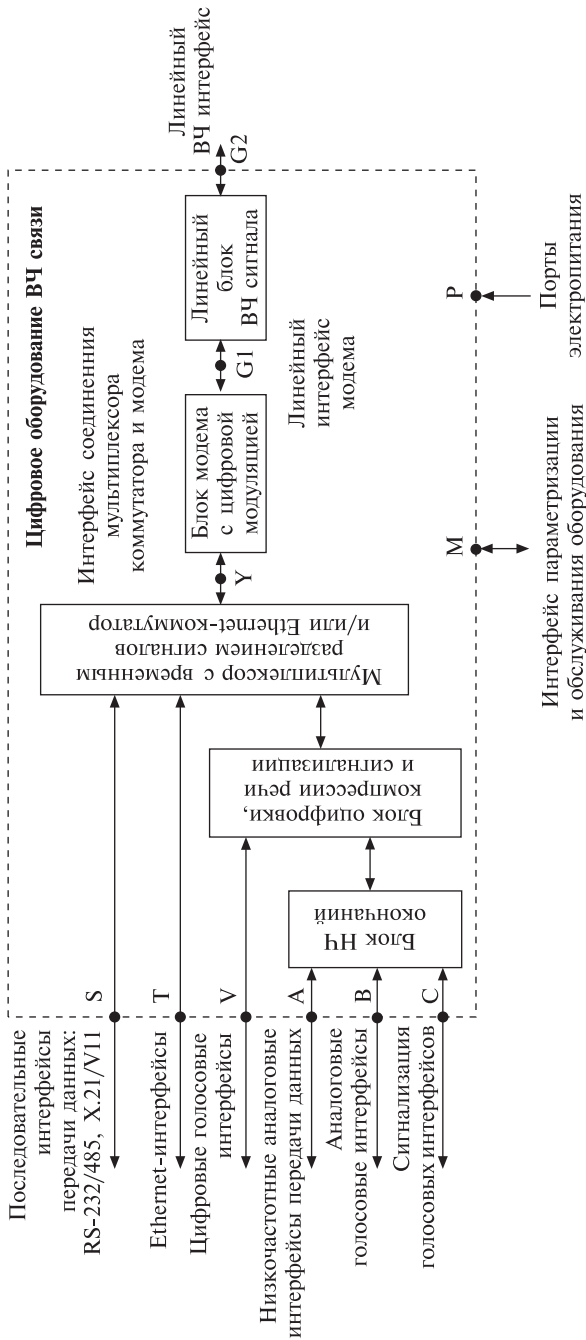 Цифровое оборудование ВЧ связи
Последовательные
интерфейсы
передачи данных:
RS-232/485, X.21/V11
S
Ethernet-интерфейсы
T
Цифровые голосовые
интерфейсы
V
Низкочастотные аналоговые
интерфейсы передачи данных
A
Аналоговые
голосовые интерфейсы
B
Сигнализация
голосовых интерфейсов
C
Блок НЧ
окончаний
Блок оцифровки,
компрессии речи
и сигнализации
Мультиплексор с временным
разделением сигналов
и/или Ethernet-коммутатор
Интерфейс соединенния
мультиплексора
коммутатора и модема
Y
Блок модема
с цифровой
модуляцией
G1
Линейный
интерфейс
модема
Линейный
блок
ВЧ сигнала
Линейный
ВЧ интерфейс
G2
M
Интерфейс параметризации
и обслуживания оборудования
P
Порты
электропитания